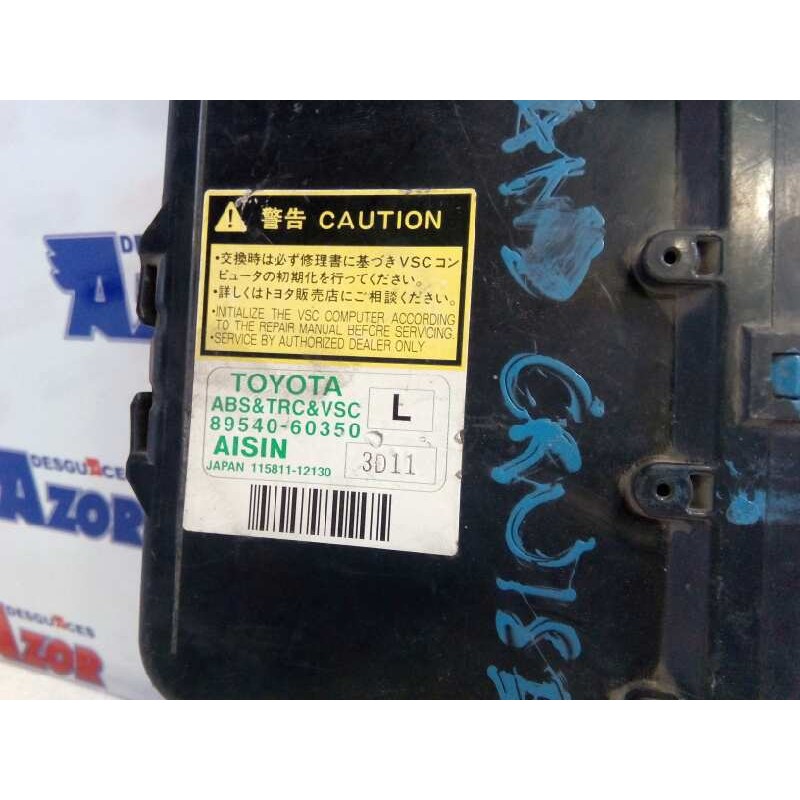 警告 CAUTION
・交換時は必ず修理書に基づきVSCコン
ピュータの初期化を行ってください。
・詳しくはトヨタ販売店にご相談ください。
・INITIALIZE THE VSC COMPUTER ACCORDING
TO THE REPAIR MANUAL BEFCRE SERVICING.
・SERVICE BY AUTHORIZED DEALER ONLY
TOYOTA
ABS&TRC&VSC
L
89540-60350
AISIN
3D11
JAPAN 115811-12130
AND
CRUISE
DE
A
DESGUACES
AZOR
DESGUACES
AZOR